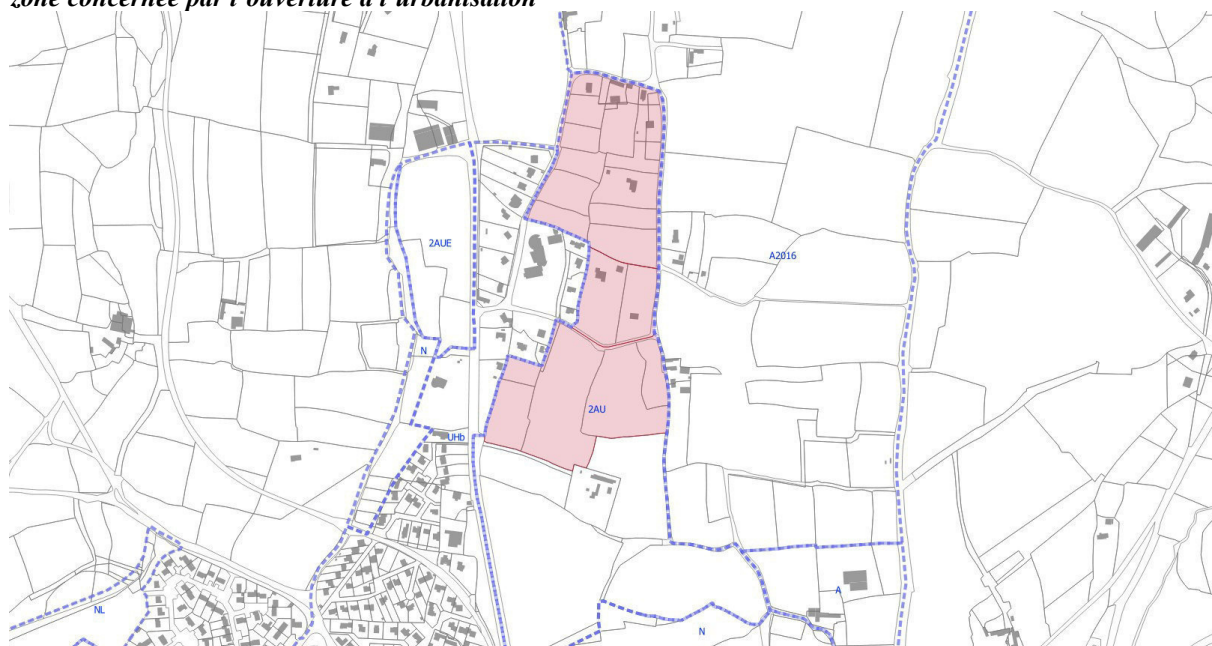 zone concernée par l'ouverture à l'urbanisation
2AUE
A2016
N
2AU
UHb
A
NL
N